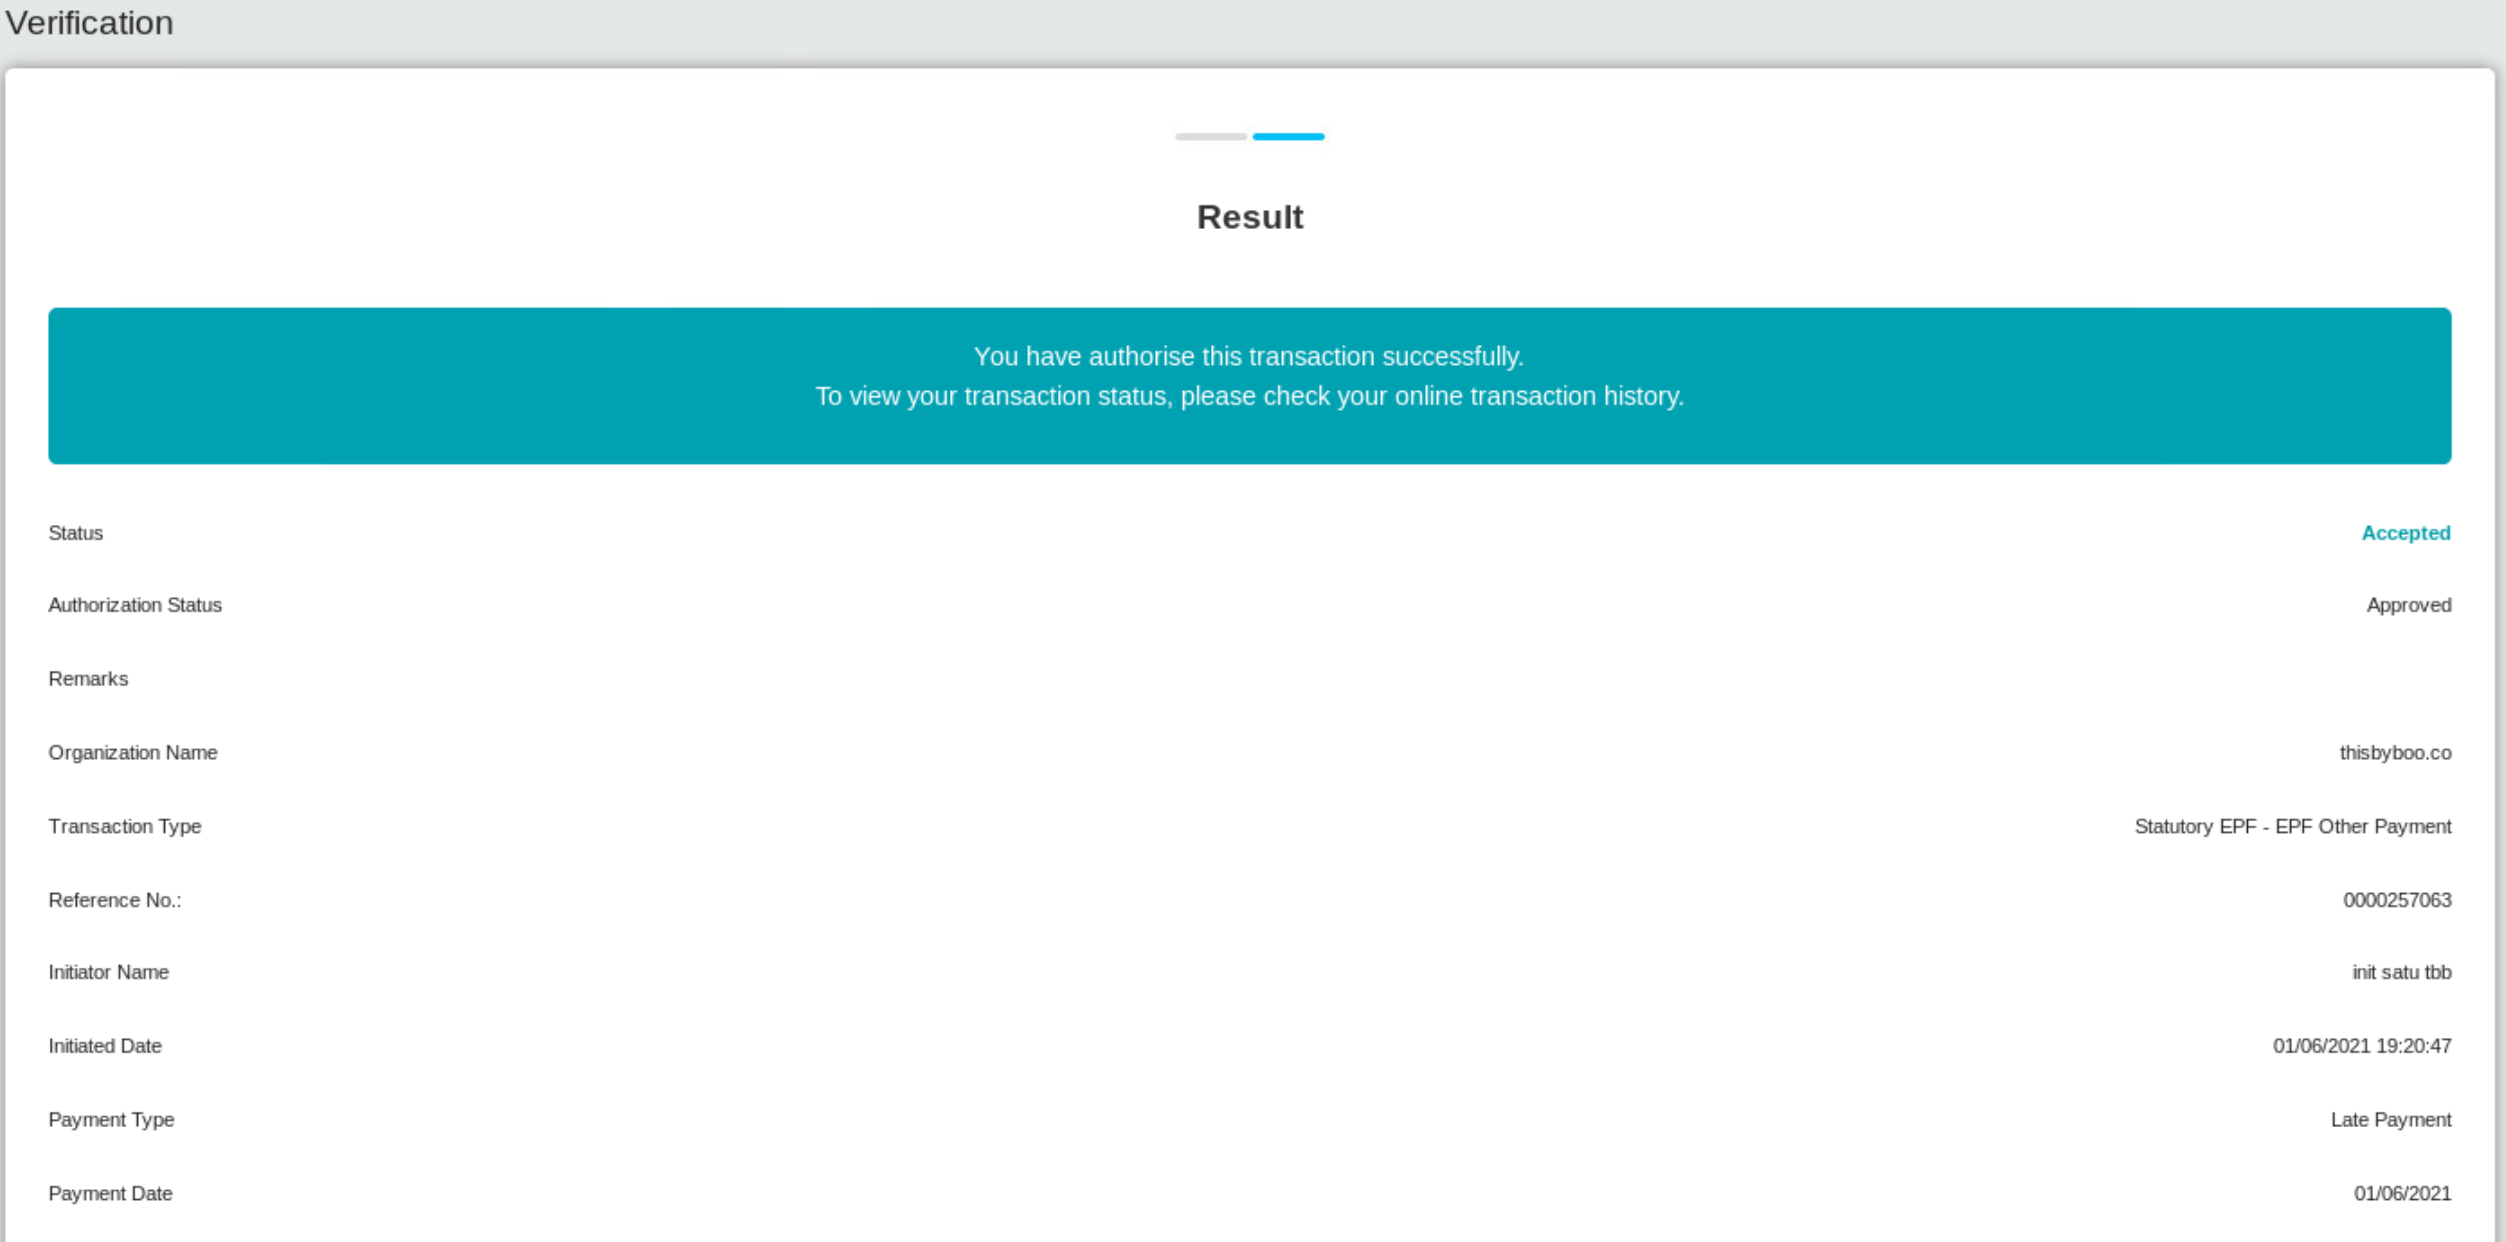 Verification
Result
You have authorise this transaction successfully.
To view your transaction status, please check your online transaction history.
Status Accepted
Authorization Status Approved
Remarks
Organization Name thisbyboo.co
Transaction Type Statutory EPF - EPF Other Payment
Reference No.: 0000257063
Initiator Name init satu tbb
Initiated Date 01/06/2021 19:20:47
Payment Type Late Payment
Payment Date 01/06/2021